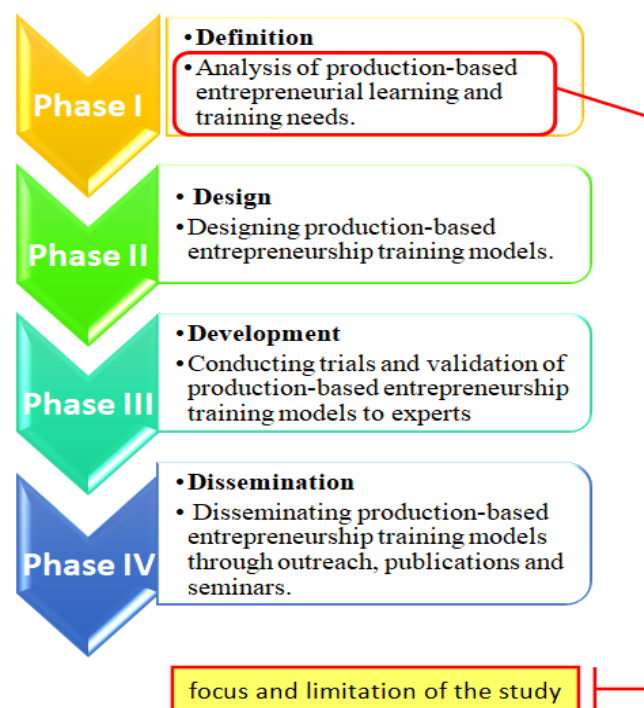 Phase I
• Definition
• Analysis of production-based
entrepreneurial learning and
training needs.
Phase II
• Design
• Designing production-based
entrepreneurship training models.
Phase III
• Development
• Conducting trials and validation of
production-based entrepreneurship
training models to experts
Phase IV
• Dissemination
• Disseminating production-based
entrepreneurship training models
through outreach, publications and
seminars.
focus and limitation of the study